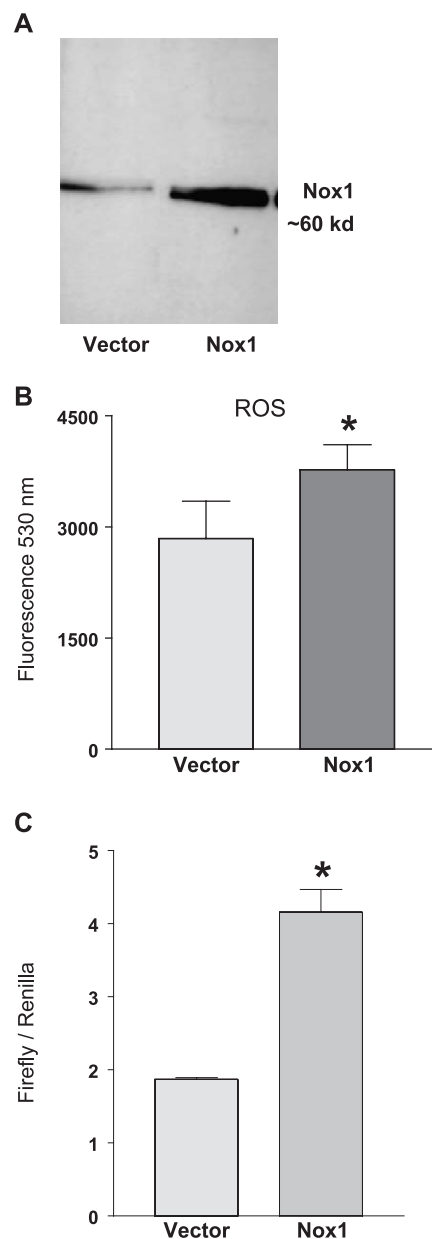 A
Nox1
~60 kd
Vector Nox1
B
ROS
*
4500
3000
1500
0
Fluorescence 530 nm
Vector Nox1
C
*
5
4
3
2
1
0
Firefly / Renilla
Vector Nox1